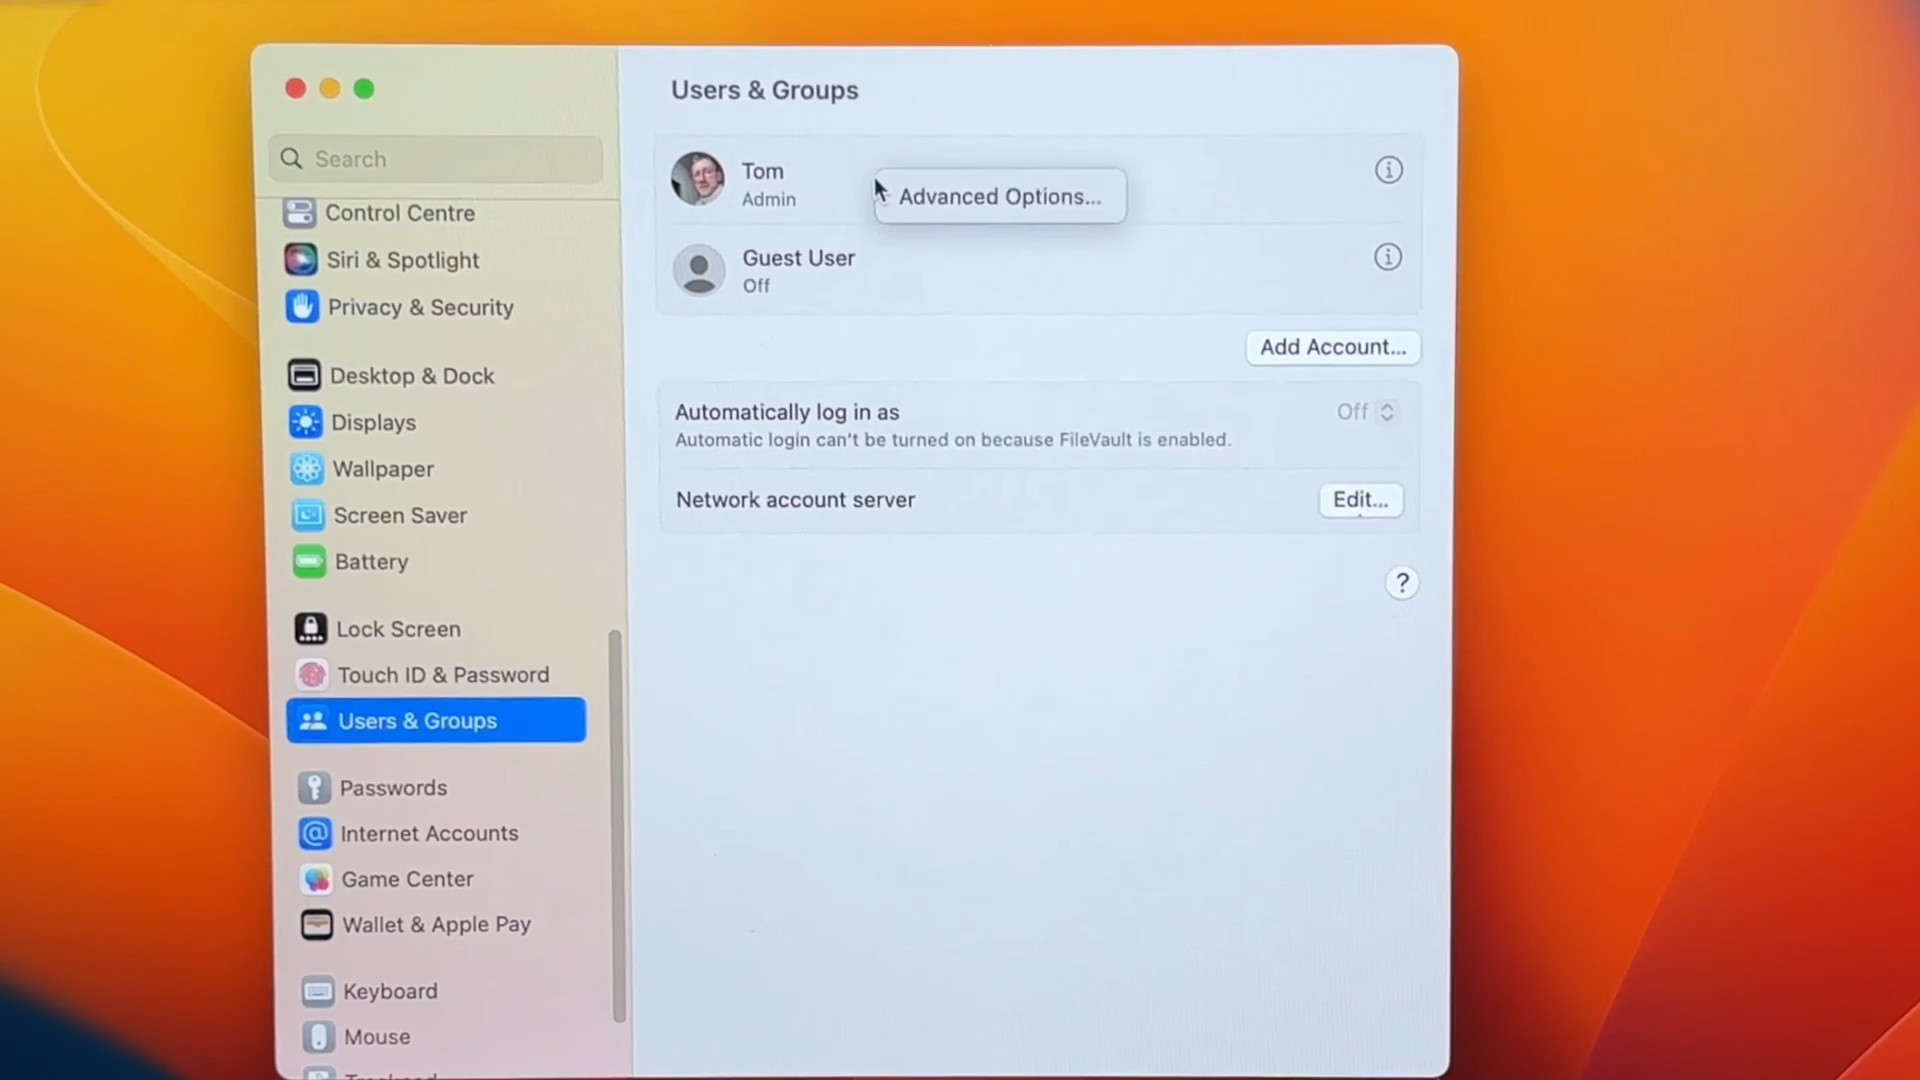 Users & Groups
Search
Tom
Admin
Advanced Options...
Guest User
Off
Add Account...
Automatically log in as
Off
Automatic login can't be turned on because FileVault is enabled.
Network account server
Edit...
?
Control Centre
Siri & Spotlight
Privacy & Security
Desktop & Dock
Displays
Wallpaper
Screen Saver
Battery
Lock Screen
Touch ID & Password
Users & Groups
Passwords
Internet Accounts
Game Center
Wallet & Apple Pay
Keyboard
Mouse